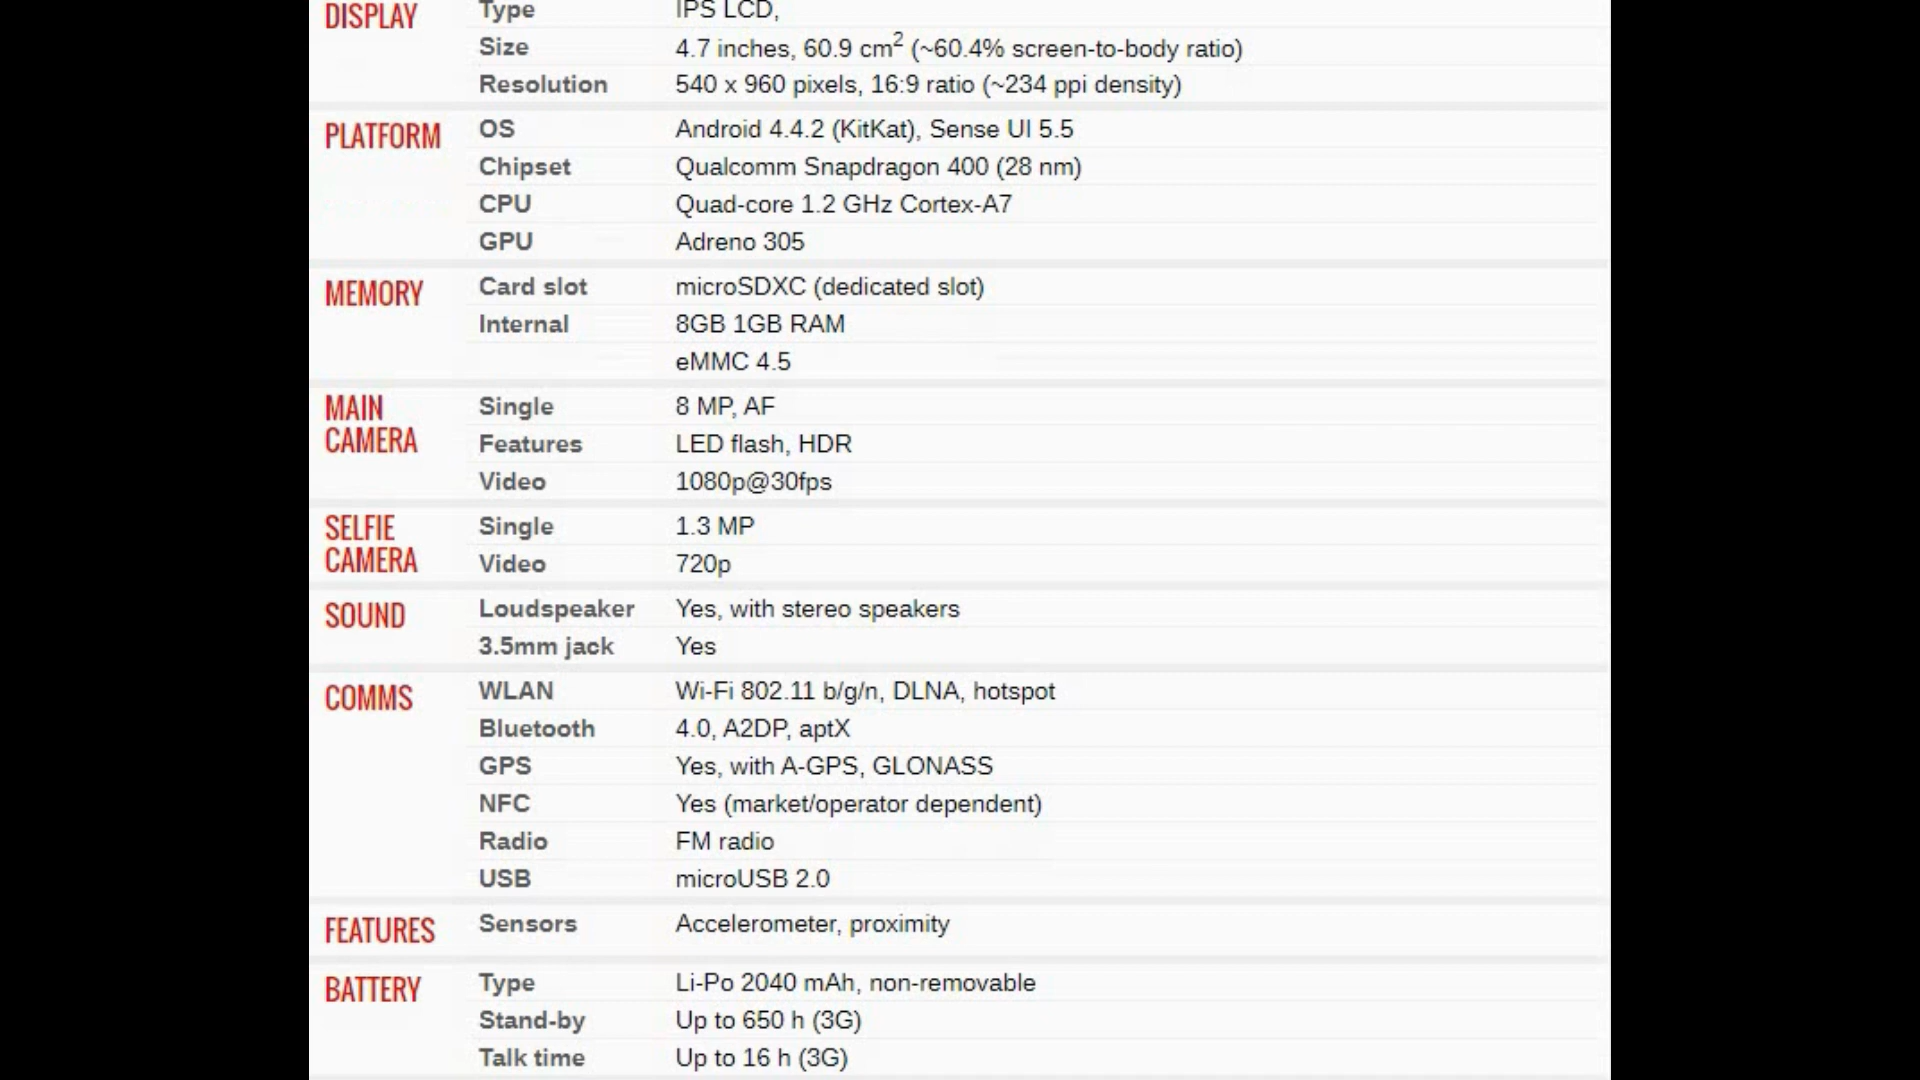 DISPLAY Type IPS LCD,
Size 4.7 inches, 60.9 cm2 (~60.4% screen-to-body ratio)
Resolution 540 x 960 pixels, 16:9 ratio (~234 ppi density)
PLATFORM OS Android 4.4.2 (KitKat), Sense UI 5.5
Chipset Qualcomm Snapdragon 400 (28 nm)
CPU Quad-core 1.2 GHz Cortex-A7
GPU Adreno 305
MEMORY Card slot microSDXC (dedicated slot)
Internal 8GB 1GB RAM
eMMC 4.5
MAIN CAMERA Single 8 MP, AF
Features LED flash, HDR
Video 1080p@30fps
SELFIE CAMERA Single 1.3 MP
Video 720p
SOUND Loudspeaker Yes, with stereo speakers
3.5mm jack Yes
COMMS WLAN Wi-Fi 802.11 b/g/n, DLNA, hotspot
Bluetooth 4.0, A2DP, aptX
GPS Yes, with A-GPS, GLONASS
NFC Yes (market/operator dependent)
Radio FM radio
USB microUSB 2.0
FEATURES Sensors Accelerometer, proximity
BATTERY Type Li-Po 2040 mAh, non-removable
Stand-by Up to 650 h (3G)
Talk time Up to 16 h (3G)